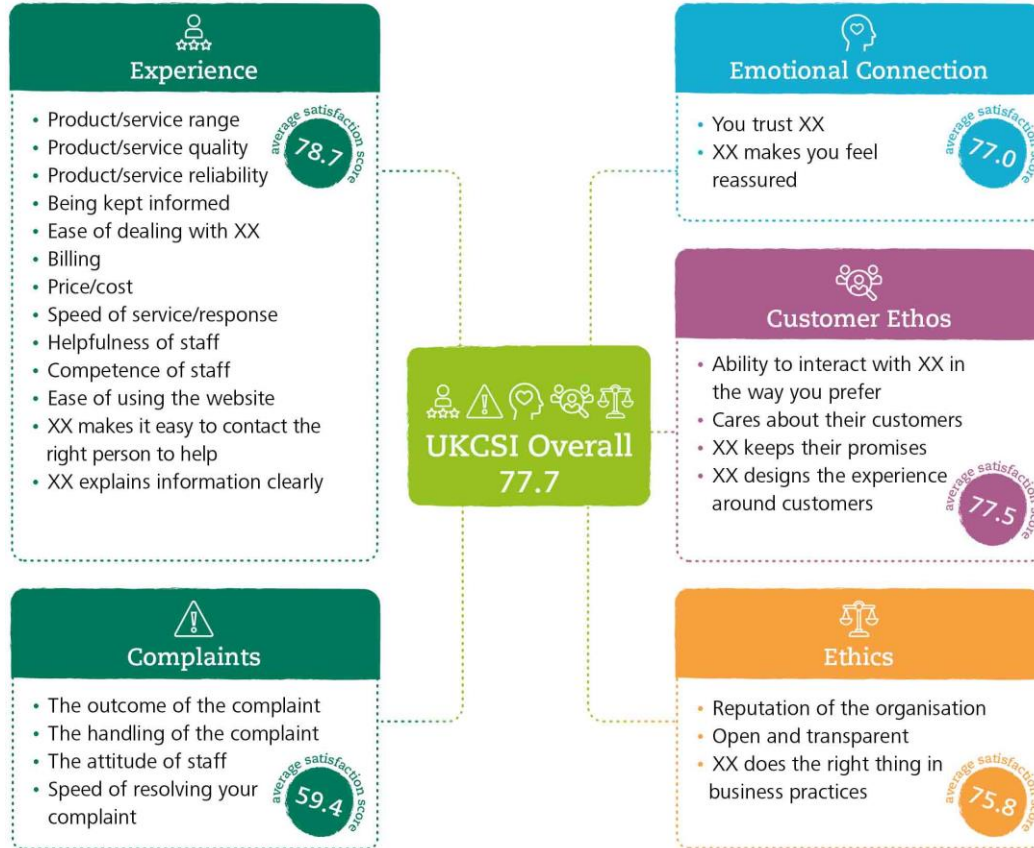 Experience
average satisfaction score
78.7
• Product/service range
• Product/service quality
• Product/service reliability
• Being kept informed
• Ease of dealing with XX
• Billing
• Price/cost
• Speed of service/response
• Helpfulness of staff
• Competence of staff
• Ease of using the website
• XX makes it easy to contact the
right person to help
• XX explains information clearly
Complaints
• The outcome of the complaint
• The handling of the complaint
• The attitude of staff
• Speed of resolving your
complaint
average satisfaction score
59.4
UKCSI Overall
77.7
Emotional Connection
• You trust XX
• XX makes you feel
reassured
average satisfaction score
77.0
Customer Ethos
• Ability to interact with XX in
the way you prefer
• Cares about their customers
• XX keeps their promises
• XX designs the experience
around customers
average satisfaction score
77.5
Ethics
• Reputation of the organisation
• Open and transparent
• XX does the right thing in
business practices
average satisfaction score
75.8